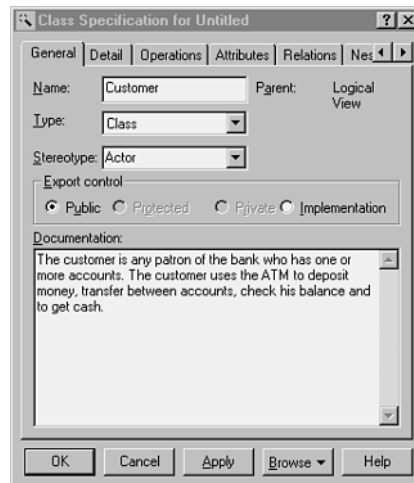 Class Specification for Untitled
General Detail Operations Attributes Relations Nes
Name: Customer Parent: Logical
View
Type: Class
Stereotype: Actor
Export control
Public Protected Private Implementation
Documentation:
The customer is any patron of the bank who has one or
more accounts. The customer uses the ATM to deposit
money, transfer between accounts, check his balance and
to get cash.
OK Cancel Apply Browse Help